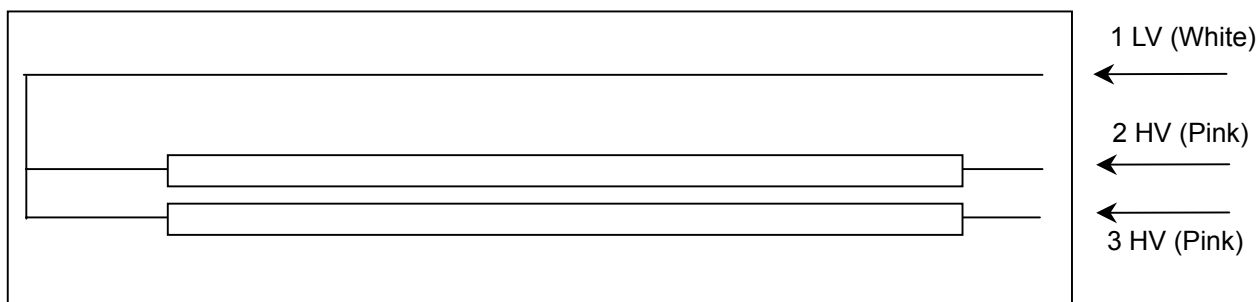 1 LV (White)
2 HV (Pink)
3 HV (Pink)